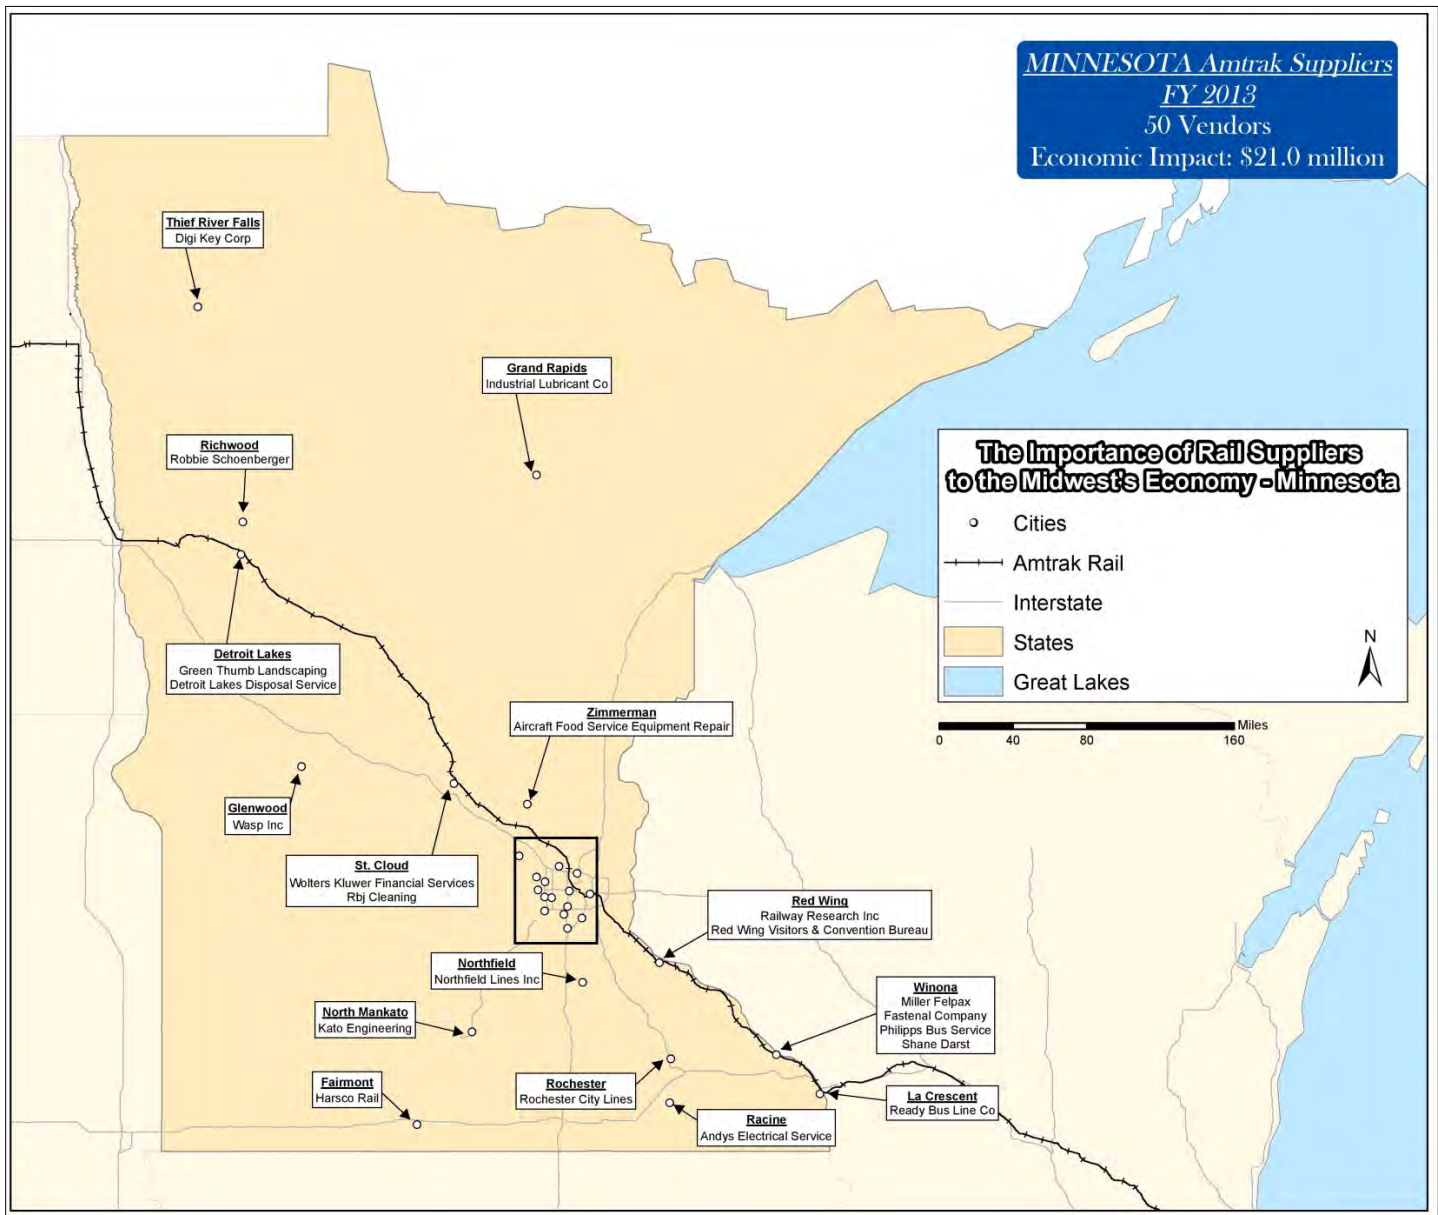 MINNESOTA Amtrak Suppliers
FY 2013
50 Vendors
Economic Impact: $21.0 million
Thief River Falls
Digi Key Corp
Grand Rapids
Industrial Lubricant Co
Richwood
Robbie Schoenberger
The Importance of Rail Suppliers
to the Midwest's Economy - Minnesota
Cities
Amtrak Rail
Interstate
States
Great Lakes
N
Miles
0 40 80 160
Detroit Lakes
Green Thumb Landscaping
Detroit Lakes Disposal Service
Zimmerman
Aircraft Food Service Equipment Repair
Glenwood
Wasp Inc
St. Cloud
Wolters Kluwer Financial Services
Rbj Cleaning
Red Wing
Railway Research Inc
Red Wing Visitors & Convention Bureau
Northfield
Northfield Lines Inc
Winona
Miller Felpax
Fastenal Company
Philipps Bus Service
Shane Darst
North Mankato
Kato Engineering
Fairmont
Harsco Rail
Rochester
Rochester City Lines
La Crescent
Ready Bus Line Co
Racine
Andys Electrical Service